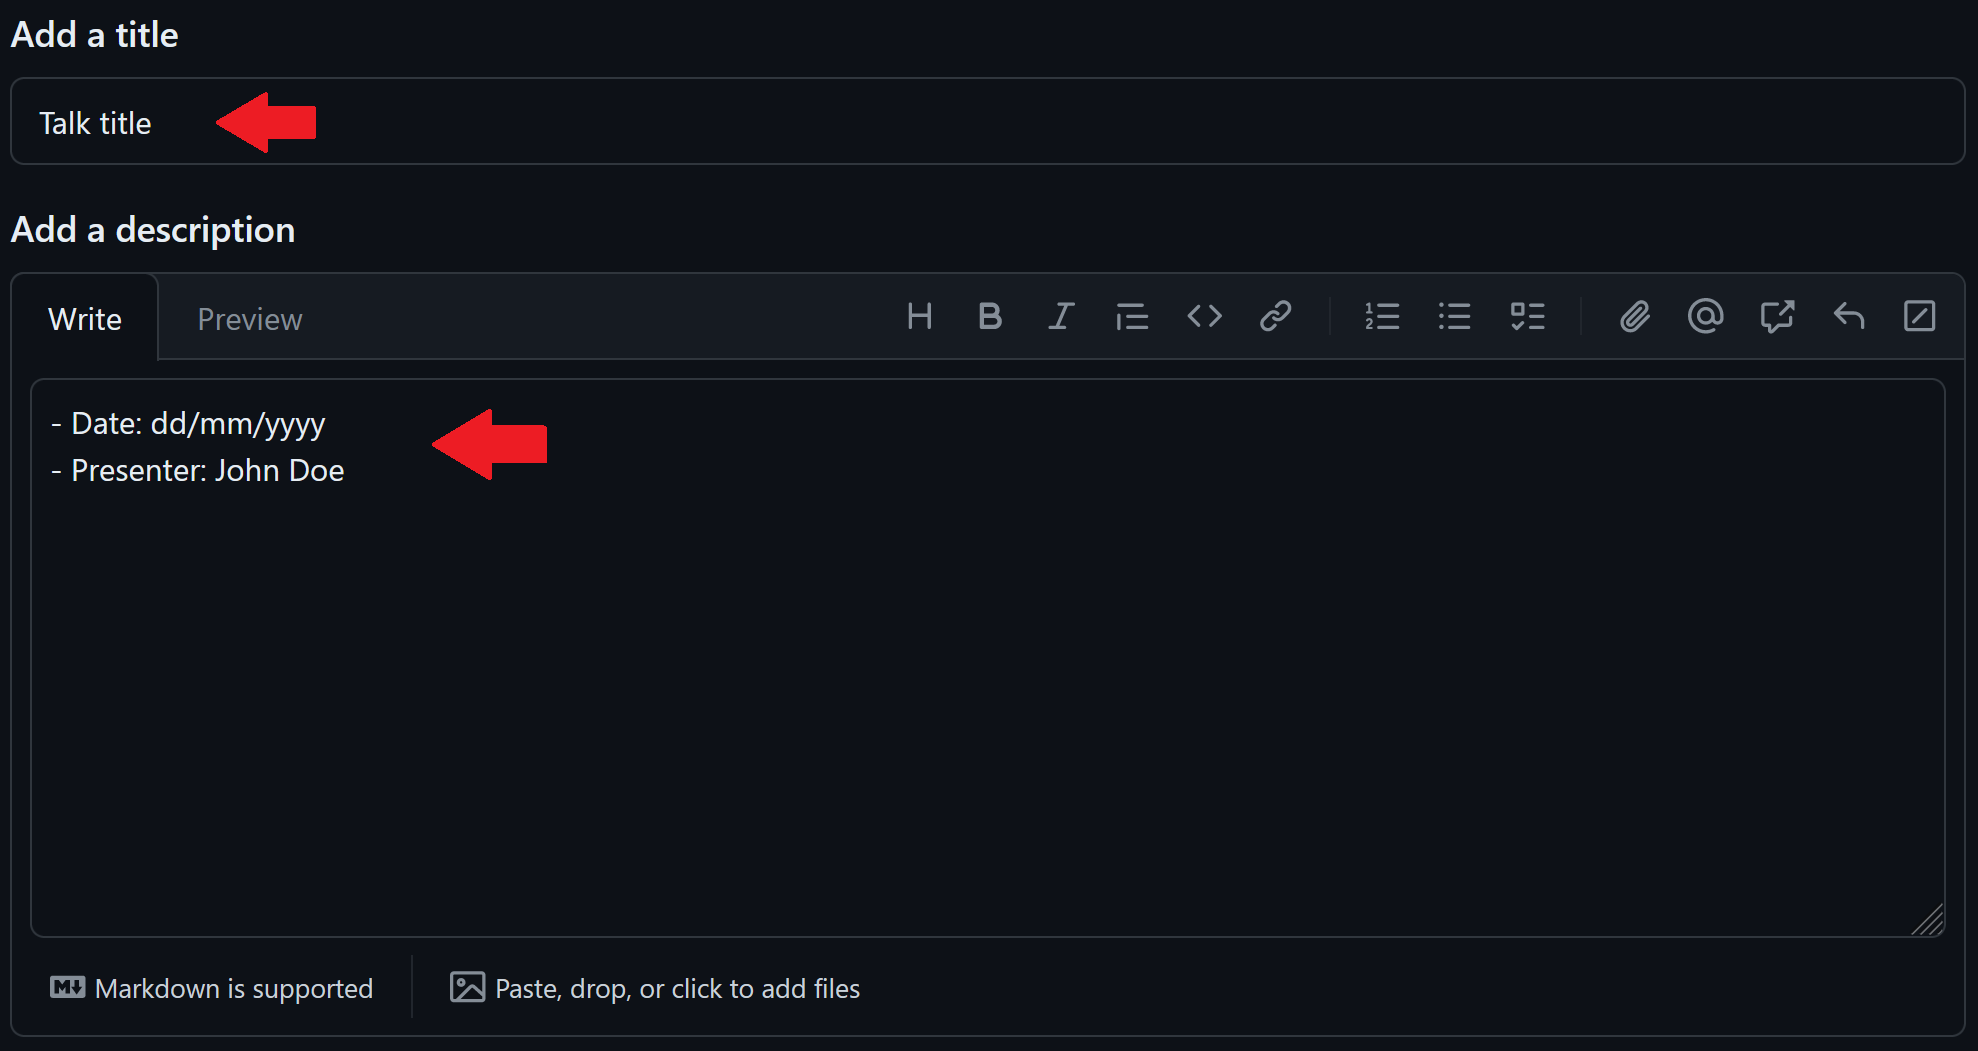 Add a title
Talk title
Add a description
Write Preview
- Date: dd/mm/yyyy
- Presenter: John Doe
Markdown is supported Paste, drop, or click to add files